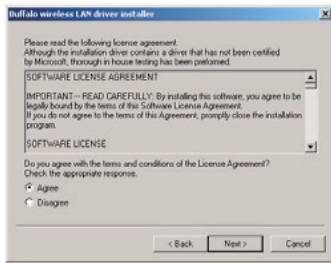 Buffalo wireless LAN driver installer
Please read the following license agreement.
Although the installation driver contains a driver that has not been certified
by Microsoft, thorough in house testing has been preformed.
SOFTWARE LICENSE AGREEMENT
IMPORTANT-- READ CAREFULLY: By installing this software, you agree to be
legally bound by the terms of this Software License Agreement.
If you do not agree to the terms of this Agreement, promptly close the installation
program.
SOFTWARE LICENSE
Do you agree with the terms and conditions of the License Agreement?
Check the appropriate response.
Agree
Disagree
< Back
Next >
Cancel